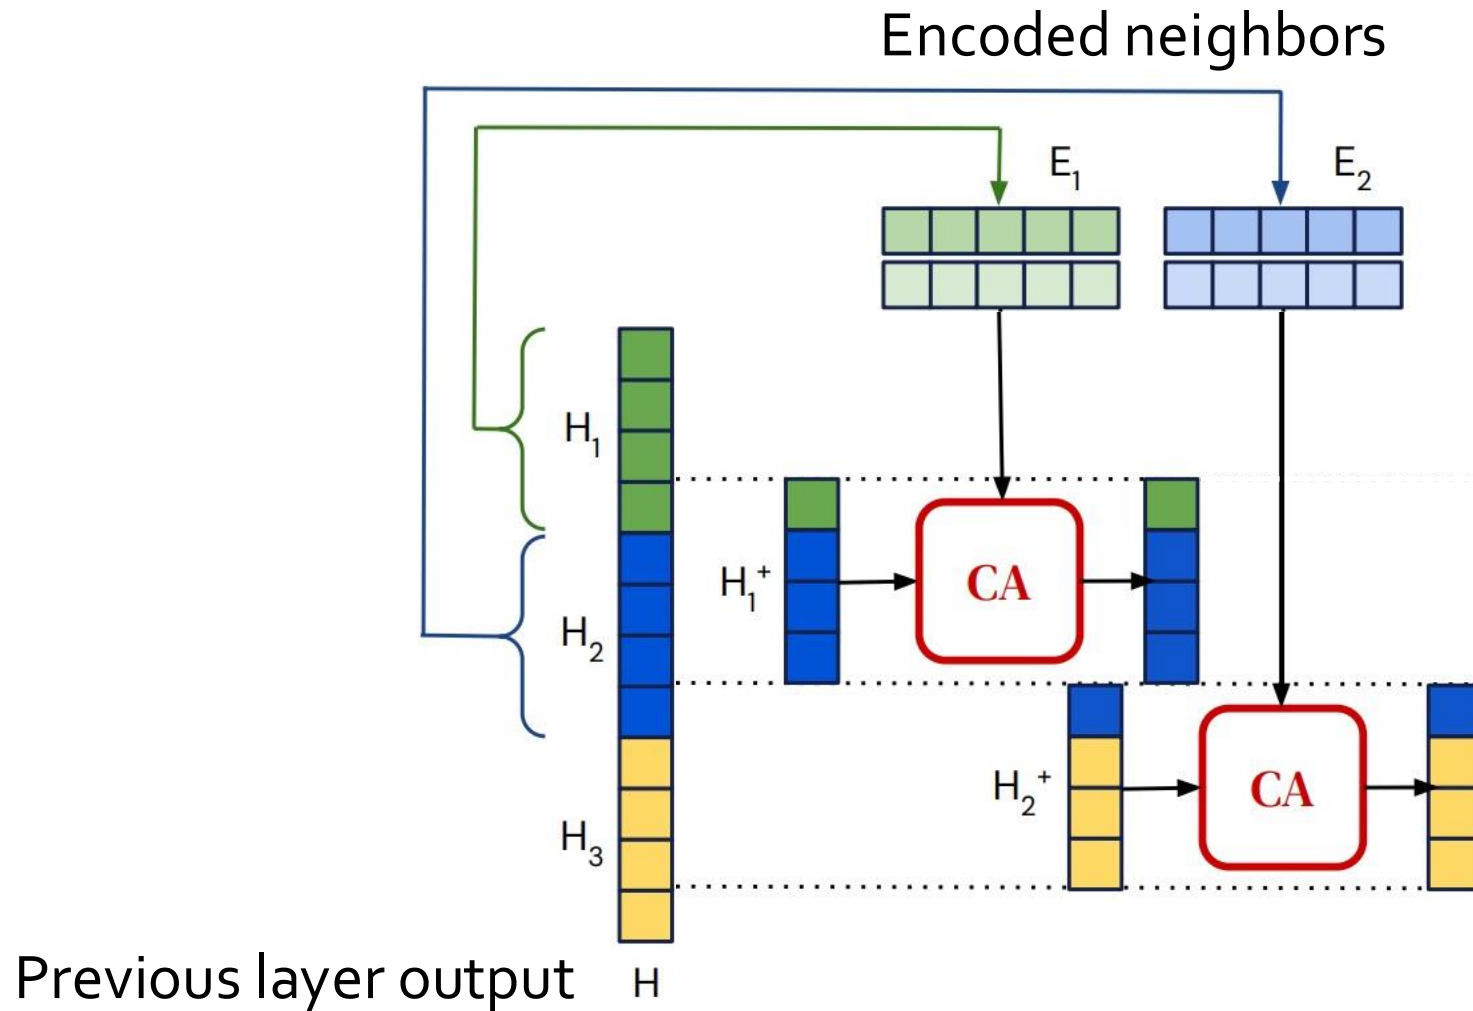 Encoded neighbors
E₁
E₂
H₁
H₁⁺
CA
H₂
H₂⁺
CA
H₃
Previous layer output
H